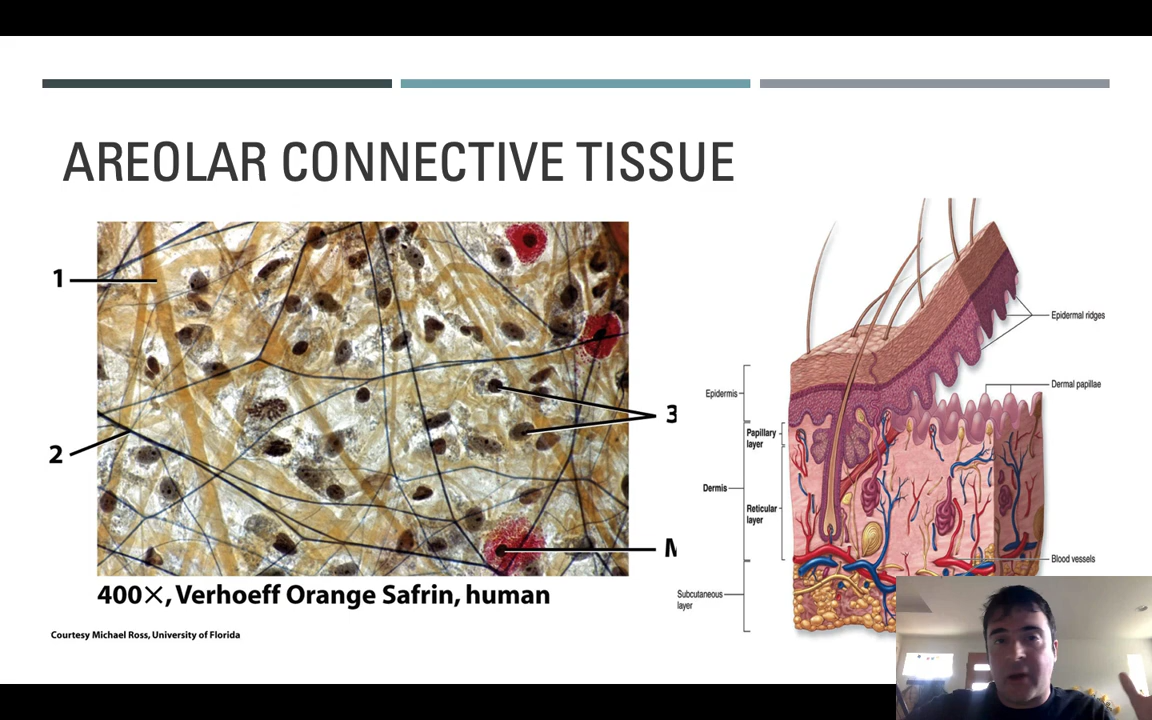 AREOLAR CONNECTIVE TISSUE
1
2
3
400×, Verhoeff Orange Safrin, human
Courtesy Michael Ross, University of Florida
Epidermal ridges
Dermal papillae
Epidermis
Papillary
layer
Dermis
Reticular
layer
Blood vessels
Subcutaneous
layer